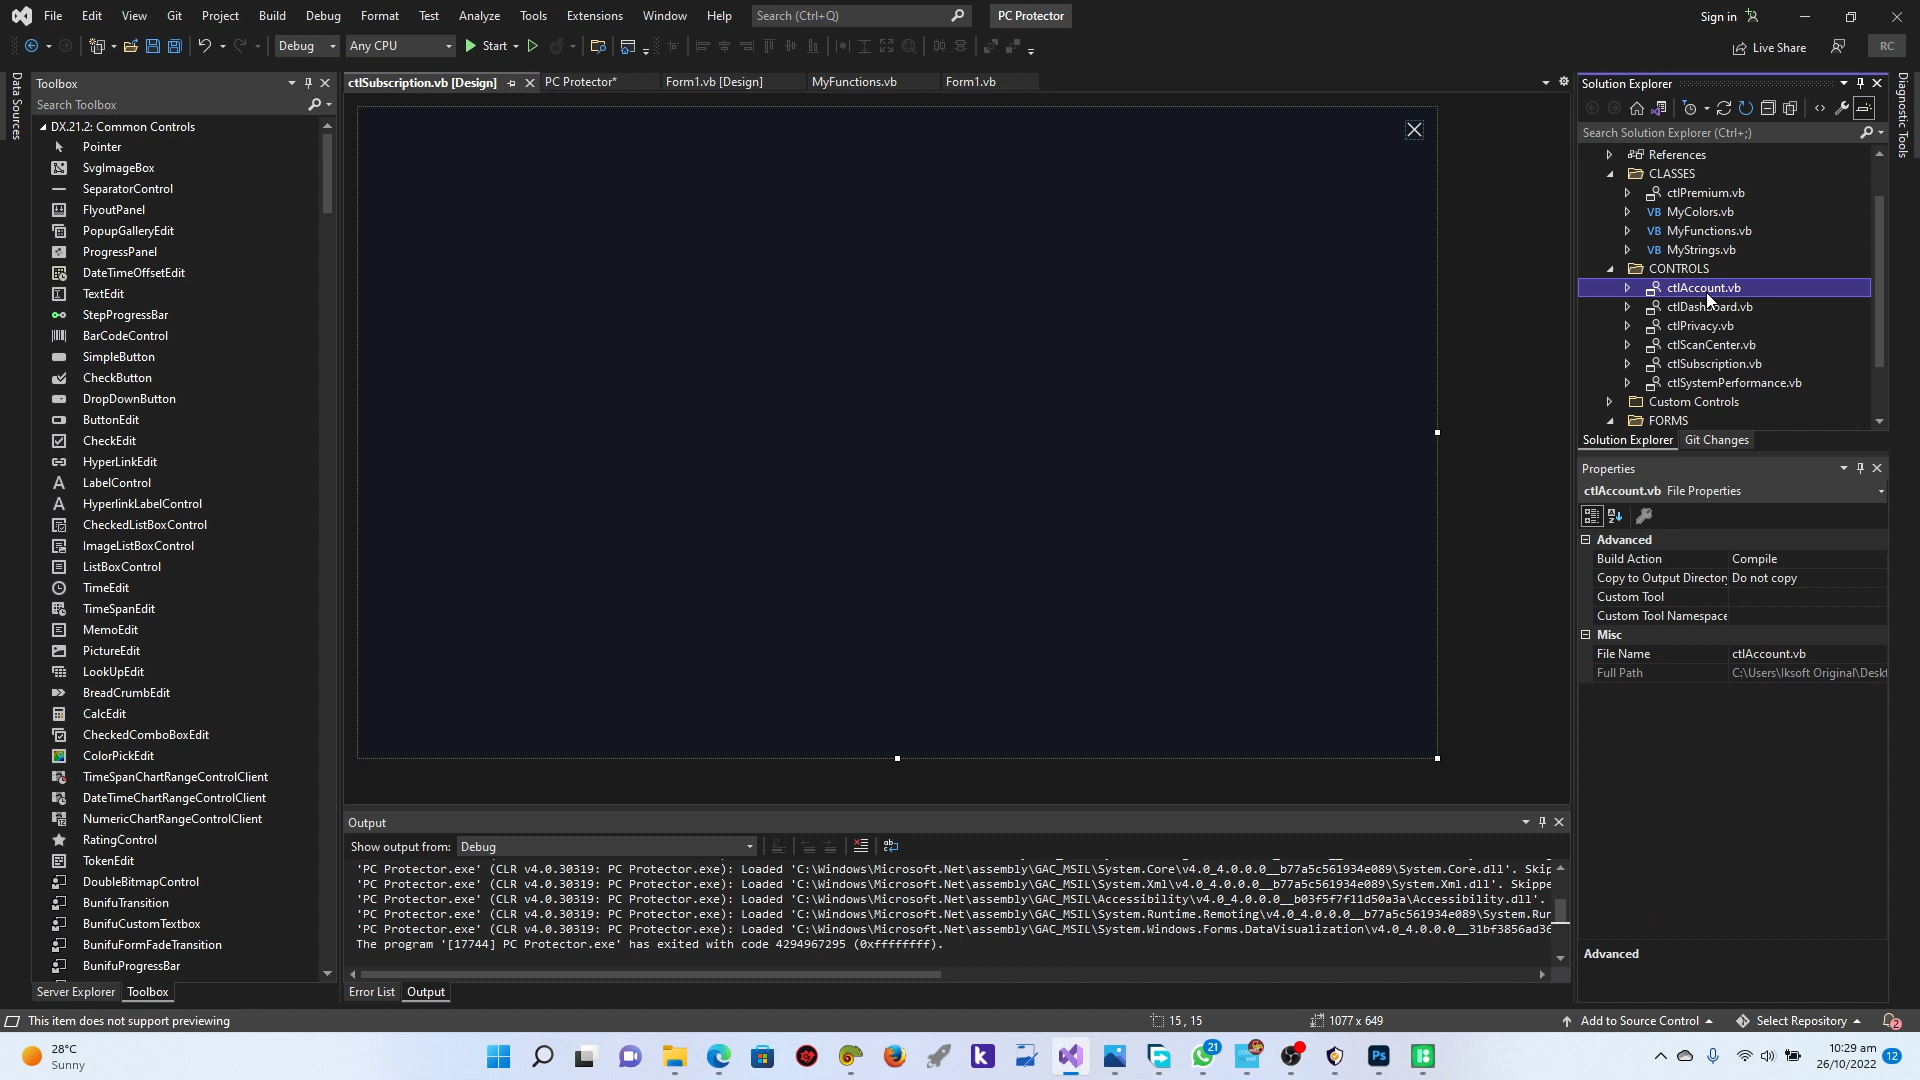 File Edit View Git Project Build Debug Format Test Analyze Tools Extensions Window Help Search (Ctrl+Q) PC Protector Sign in
Debug Any CPU Start Live Share RC
Data Sources
Toolbox
Search Toolbox
DX.21.2: Common Controls
Pointer
SvgImageBox
SeparatorControl
FlyoutPanel
PopupGalleryEdit
ProgressPanel
DateTimeOffsetEdit
TextEdit
StepProgressBar
BarCodeControl
SimpleButton
CheckButton
DropDownButton
ButtonEdit
CheckEdit
HyperLinkEdit
LabelControl
HyperlinkLabelControl
CheckedListBoxControl
ImageListBoxControl
ListBoxControl
TimeEdit
TimeSpanEdit
MemoEdit
PictureEdit
LookUpEdit
BreadCrumbEdit
CalcEdit
CheckedComboBoxEdit
ColorPickEdit
TimeSpanChartRangeControlClient
DateTimeChartRangeControlClient
NumericChartRangeControlClient
RatingControl
TokenEdit
DoubleBitmapControl
BunifuTransition
BunifuCustomTextbox
BunifuFormFadeTransition
BunifuProgressBar
Server Explorer Toolbox
ctlSubscription.vb [Design] PC Protector* Form1.vb [Design] MyFunctions.vb Form1.vb
Output
Show output from: Debug
'PC Protector.exe' (CLR v4.0.30319: PC Protector.exe): Loaded 'C:\Windows\Microsoft.Net\assembly\GAC_MSIL\System.Core\v4.0_4.0.0.0__b77a5c561934e089\System.Core.dll'. Skip
'PC Protector.exe' (CLR v4.0.30319: PC Protector.exe): Loaded 'C:\Windows\Microsoft.Net\assembly\GAC_MSIL\System.Xml\v4.0_4.0.0.0__b77a5c561934e089\System.Xml.dll'. Skippe
'PC Protector.exe' (CLR v4.0.30319: PC Protector.exe): Loaded 'C:\Windows\Microsoft.Net\assembly\GAC_MSIL\Accessibility\v4.0_4.0.0.0__b03f5f7f11d50a3a\Accessibility.dll'.
'PC Protector.exe' (CLR v4.0.30319: PC Protector.exe): Loaded 'C:\Windows\Microsoft.Net\assembly\GAC_MSIL\System.Runtime.Remoting\v4.0_4.0.0.0__b77a5c561934e089\System.Rur
'PC Protector.exe' (CLR v4.0.30319: PC Protector.exe): Loaded 'C:\Windows\Microsoft.Net\assembly\GAC_MSIL\System.Windows.Forms.DataVisualization\v4.0_4.0.0.0__31bf3856ad36
The program '[17744] PC Protector.exe' has exited with code 4294967295 (0xffffffff).
Error List Output
Solution Explorer
Search Solution Explorer (Ctrl+;)
References
CLASSES
ctlPremium.vb
VB MyColors.vb
VB MyFunctions.vb
VB MyStrings.vb
CONTROLS
ctlAccount.vb
ctlDashboard.vb
ctlPrivacy.vb
ctlScanCenter.vb
ctlSubscription.vb
ctlSystemPerformance.vb
Custom Controls
FORMS
Solution Explorer Git Changes
Properties
ctlAccount.vb File Properties
Advanced
Build Action Compile
Copy to Output Directory Do not copy
Custom Tool
Custom Tool Namespace
Misc
File Name ctlAccount.vb
Full Path C:\Users\Iksoft Original\Deskt
Advanced
Diagnostic Tools
This item does not support previewing 15 , 15 1077 x 649 Add to Source Control Select Repository 2
28°C
Sunny
21
Ps
10:29 am
26/10/2022
12